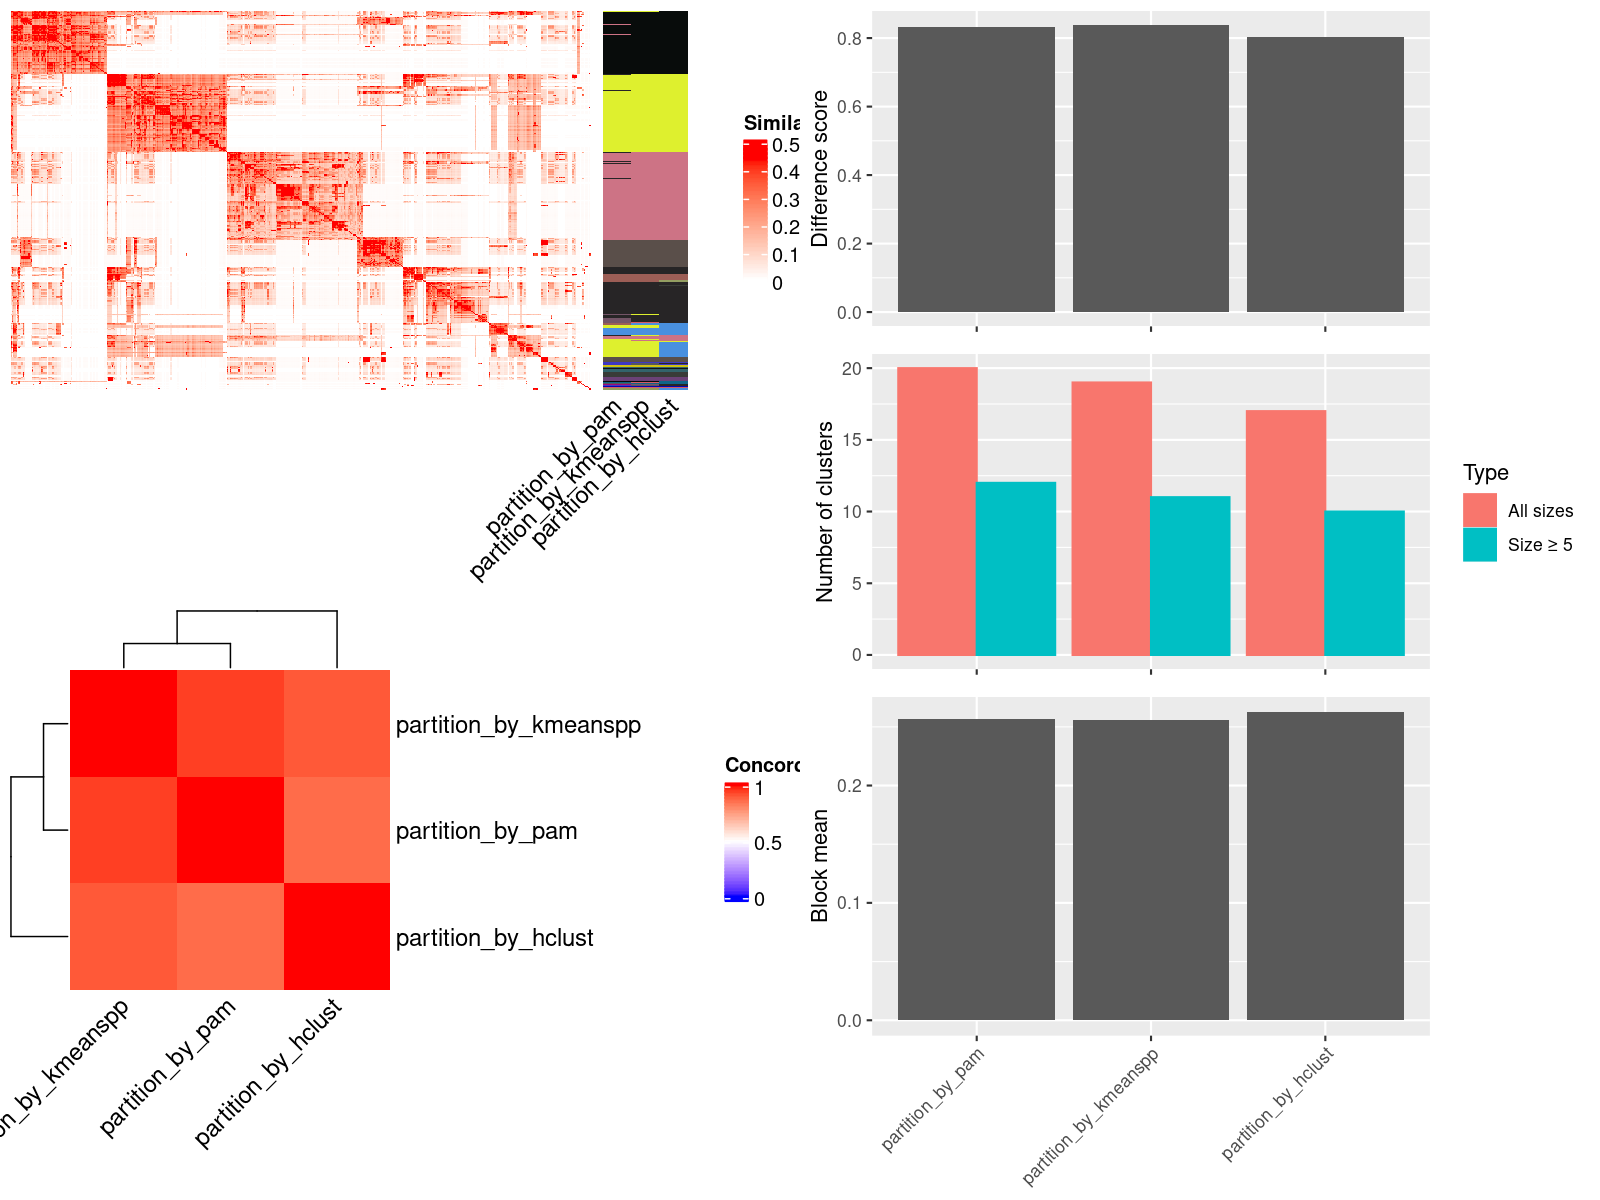 Simila
0.5
0.4
0.3
0.2
0.1
0
partition_by_pam
partition_by_kmeanspp
partition_by_hclust
Concord
1
0.5
0
partition_by_kmeanspp
partition_by_pam
partition_by_hclust
on_by_kmeanspp
partition_by_pam
partition_by_hclust
Difference score
0.8
0.6
0.4
0.2
0.0
Number of clusters
20
15
10
5
0
Type
All sizes
Size ≥ 5
Block mean
0.2
0.1
0.0
partition_by_pam
partition_by_kmeanspp
partition_by_hclust